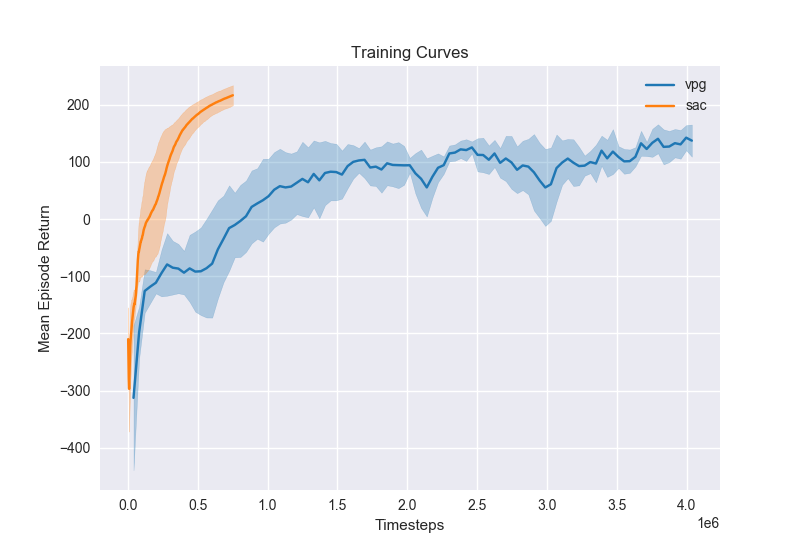 Training Curves
vpg
sac
Mean Episode Return
200
100
0
−100
−200
−300
−400
0.0 0.5 1.0 1.5 2.0 2.5 3.0 3.5 4.0
1e6
Timesteps